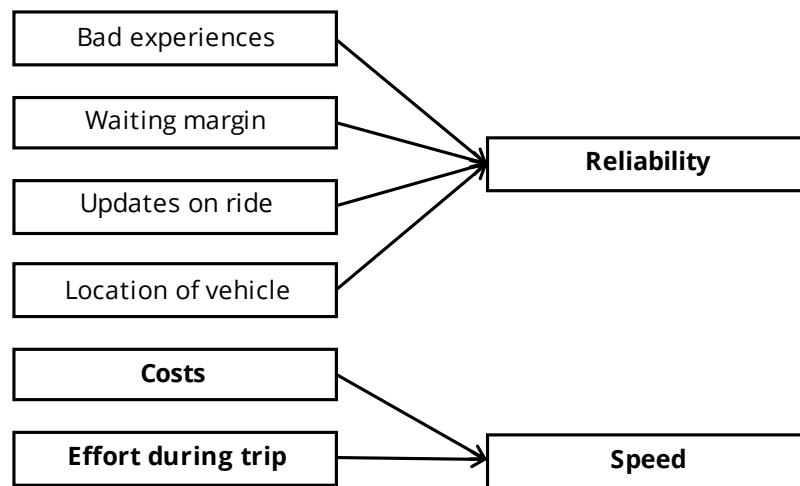 Bad experiences
Waiting margin
Updates on ride
Location of vehicle
Reliability
Costs
Effort during trip
Speed